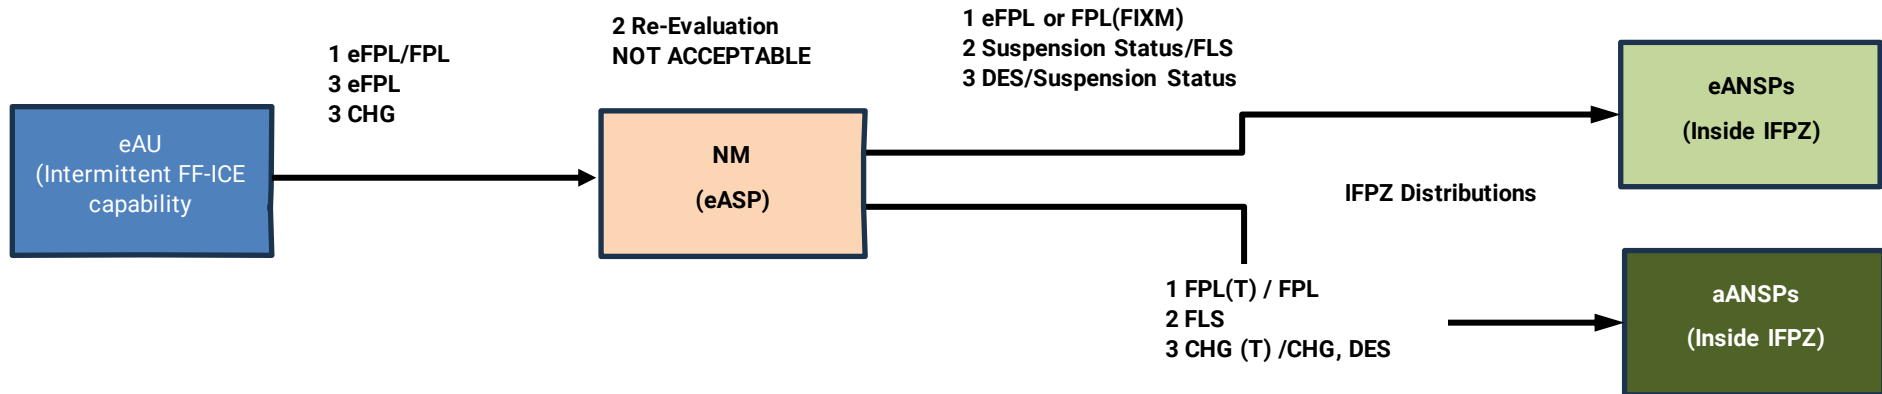 eAU
(Intermittent FF-ICE
capability
1 eFPL/FPL
3 eFPL
3 CHG
2 Re-Evaluation
NOT ACCEPTABLE
NM
(eASP)
1 eFPL or FPL(FIXM)
2 Suspension Status/FLS
3 DES/Suspension Status
eANSPs
(Inside IFPZ)
IFPZ Distributions
1 FPL(T) / FPL
2 FLS
3 CHG (T) /CHG, DES
aANSPs
(Inside IFPZ)